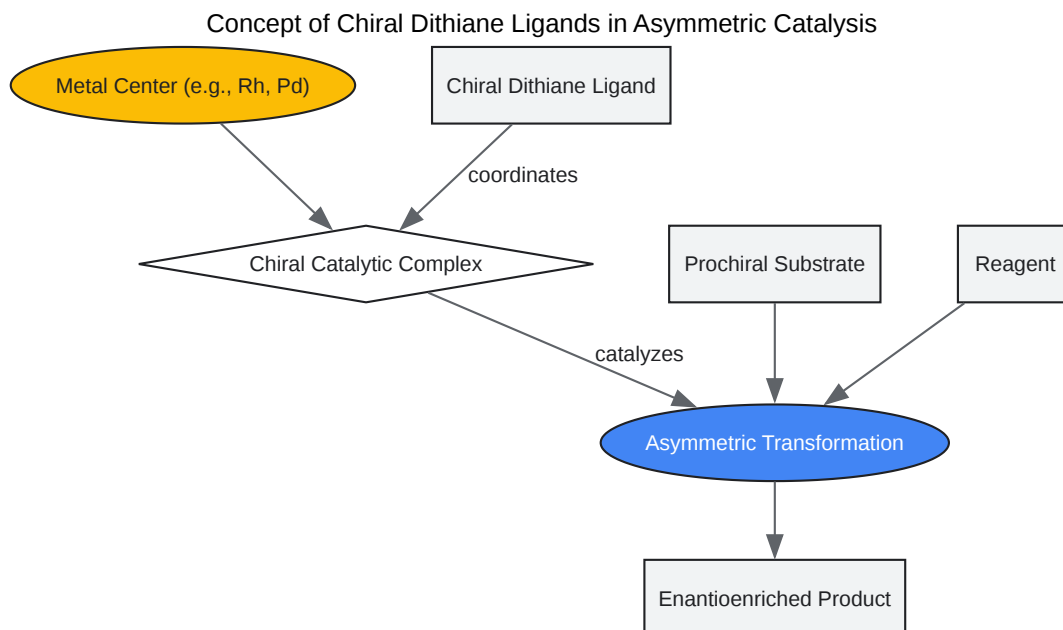 Concept of Chiral Dithiane Ligands in Asymmetric Catalysis
Metal Center (e.g., Rh, Pd)
Chiral Dithiane Ligand
coordinates
Chiral Catalytic Complex
Prochiral Substrate
Reagent
catalyzes
Asymmetric Transformation
Enantioenriched Product